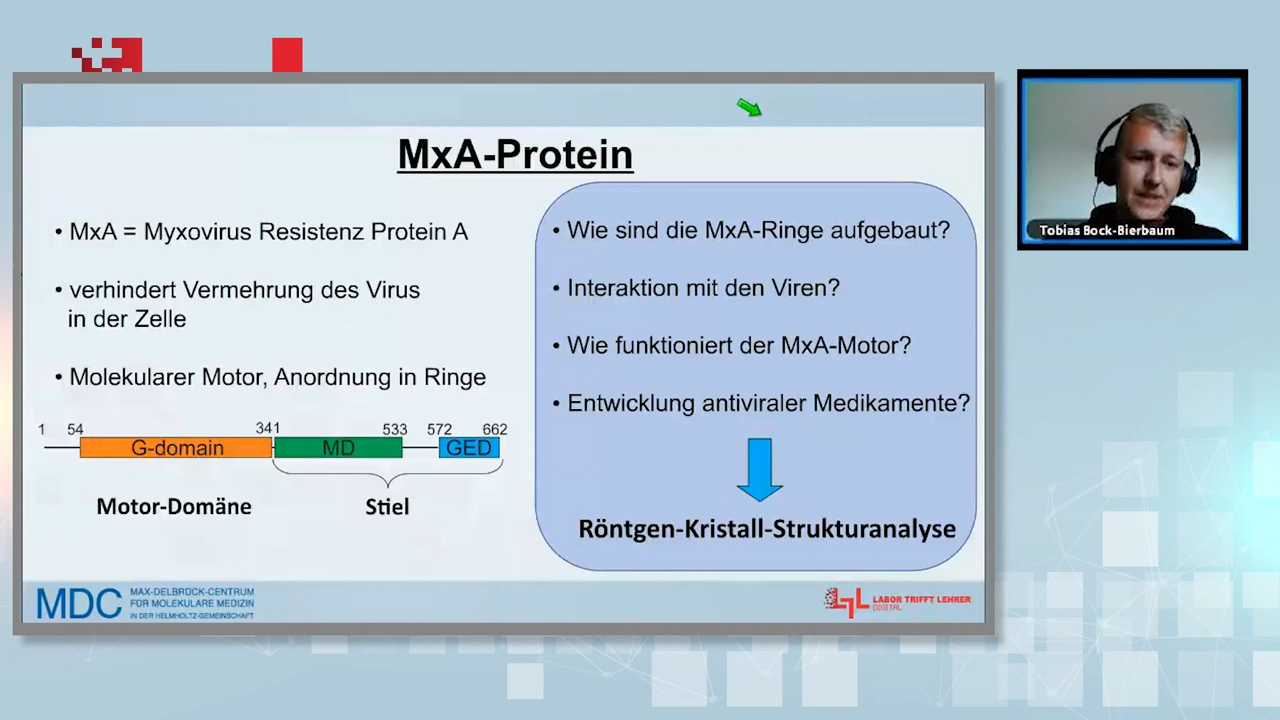 MxA-Protein
• MxA = Myxovirus Resistenz Protein A
• verhindert Vermehrung des Virus
in der Zelle
• Molekularer Motor, Anordnung in Ringe
1 54 341 533 572 662
G-domain MD GED
Motor-Domäne Stiel
• Wie sind die MxA-Ringe aufgebaut?
• Interaktion mit den Viren?
• Wie funktioniert der MxA-Motor?
• Entwicklung antiviraler Medikamente?
Röntgen-Kristall-Strukturanalyse
MDC
MAX-DELBRÜCK-CENTRUM
FÜR MOLEKULARE MEDIZIN
IN DER HELMHOLTZ-GEMEINSCHAFT
LTL
LABOR TRIFFT LEHRER
DIGITAL
Tobias Bock-Bierbaum